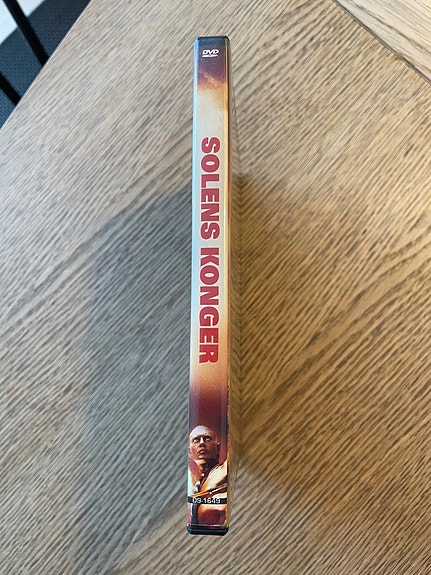 DVD
SOLENS KONGER
09-1649